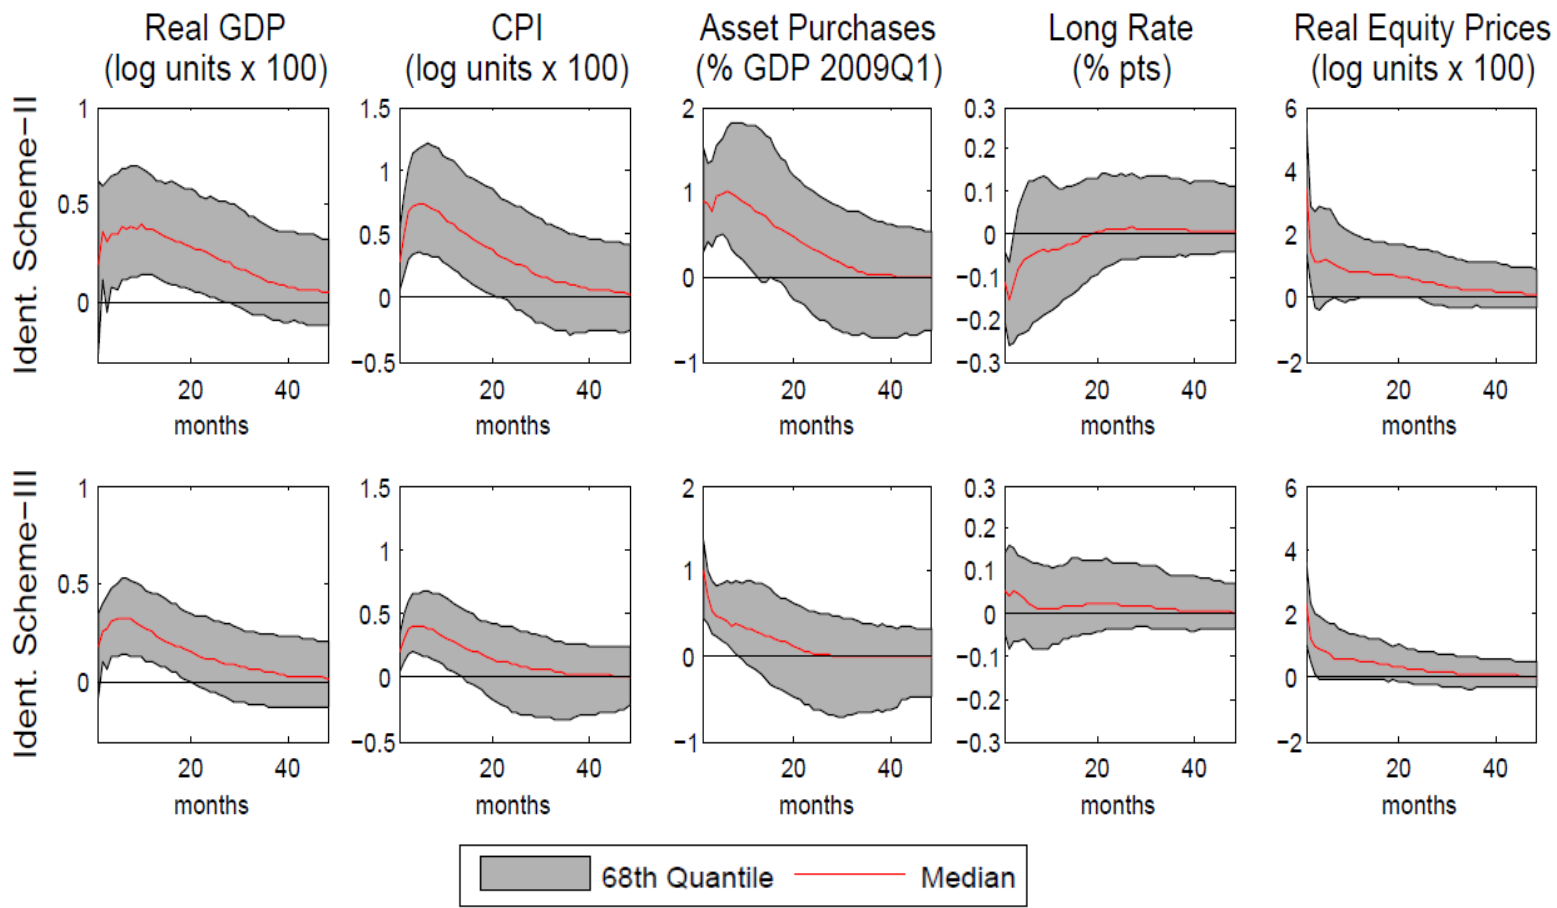 Real GDP
(log units x 100)
CPI
(log units x 100)
Asset Purchases
(% GDP 2009Q1)
Long Rate
(% pts)
Real Equity Prices
(log units x 100)
Ident. Scheme−II
1
0.5
0
20
40
months
1.5
1
0.5
0
−0.5
20
40
months
2
1
0
−1
20
40
months
0.3
0.2
0.1
0
−0.1
−0.2
−0.3
20
40
months
6
4
2
0
−2
20
40
months
Ident. Scheme−III
1
0.5
0
20
40
months
1.5
1
0.5
0
−0.5
20
40
months
2
1
0
−1
20
40
months
0.3
0.2
0.1
0
−0.1
−0.2
−0.3
20
40
months
6
4
2
0
−2
20
40
months
68th Quantile
Median